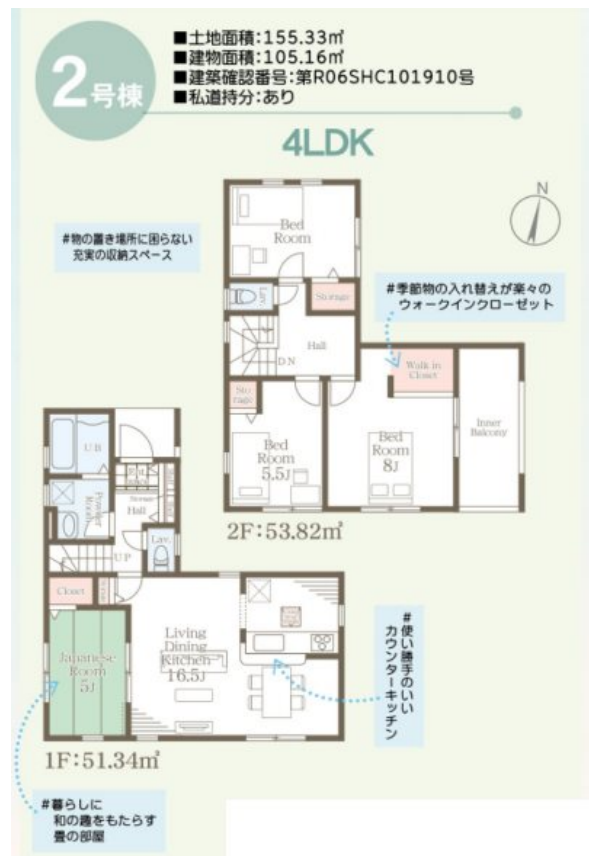 2号棟
■土地面積:155.33㎡
■建物面積:105.16㎡
■建築確認番号:第R06SHC101910号
■私道持分:あり
4LDK
N
#物の置き場所に困らない
充実の収納スペース
#季節物の入れ替えが楽々の
ウォークインクローゼット
Bed
Room
Lav.
Storage
Hall
DN
Sto
rage
Bed
Room
5.5J
Bed
Room
8J
Walk in
Closet
Inner
Balcony
2F:53.82㎡
UB
Powder
Room
Hall
Lav.
UP
Closet
Japanese
Room
5J
Living
Dining
Kitchen
16.5J
1F:51.34㎡
#使い勝手のいい
カウンターキッチン
#暮らしに
和の趣をもたらす
畳の部屋